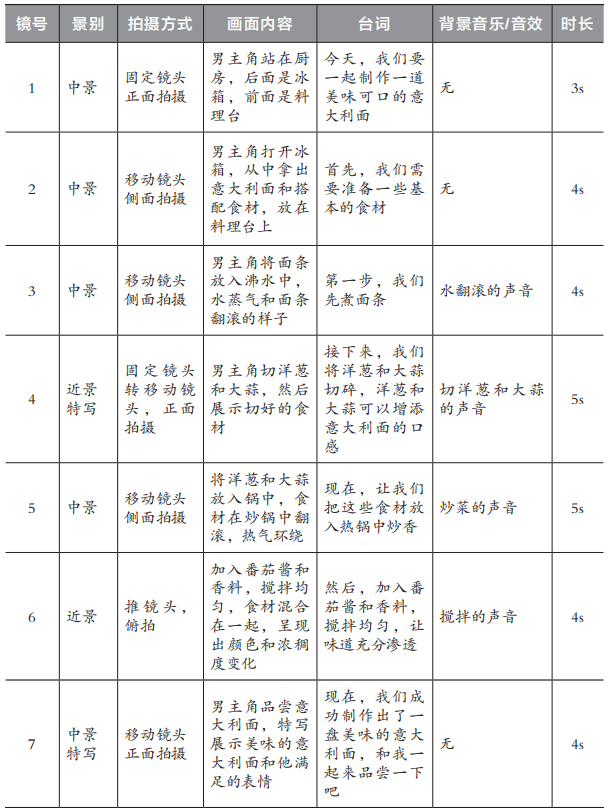 镜号 景别 拍摄方式 画面内容 台词 背景音乐/音效 时长
1
中景
固定镜头
正面拍摄
男主角站在厨
房，后面是冰
箱，前面是料
理台
今天，我们要
一起制作一道
美味可口的意
大利面
无
3s
2
中景
移动镜头
侧面拍摄
男主角打开冰
箱，从中拿出
意大利面和搭
配食材，放在
料理台上
首先，我们需
要准备一些基
本的食材
无
4s
3
中景
移动镜头
侧面拍摄
男主角将面条
放入沸水中，
水蒸气和面条
翻滚的样子
第一步，我们
先煮面条
水翻滚的声音
4s
4
近景
特写
固定镜头
转移动镜
头，正面
拍摄
男主角切洋葱
和大蒜，然后
展示切好的食
材
接下来，我们
将洋葱和大蒜
切碎，洋葱和
大蒜可以增添
意大利面的口
感
切洋葱和大蒜
的声音
5s
5
中景
移动镜头
侧面拍摄
将洋葱和大蒜
放入锅中，食
材在炒锅中翻
滚，热气环绕
现在，让我们
把这些食材放
入热锅中炒香
炒菜的声音
5s
6
近景
推镜头，
俯拍
加入番茄酱和
香料，搅拌均
匀，食材混合
在一起，呈现
出颜色和浓稠
度变化
然后，加入番
茄酱和香料，
搅拌均匀，让
味道充分渗透
搅拌的声音
4s
7
中景
特写
移动镜头
正面拍摄
男主角品尝意
大利面，特写
展示美味的意
大利面和他满
足的表情
现在，我们成
功制作出了一
盘美味的意大
利面，和我一
起来品尝一下
吧
无
4s